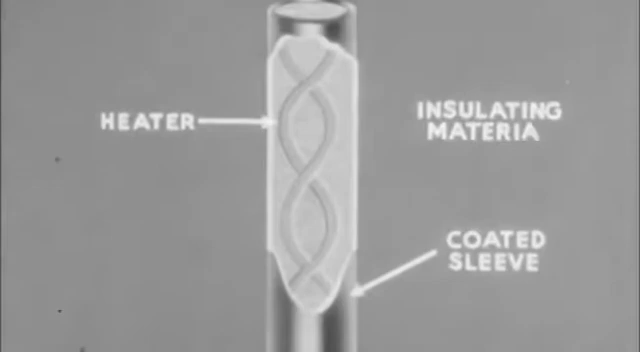 HEATER
INSULATING
MATERIA
COATED
SLEEVE